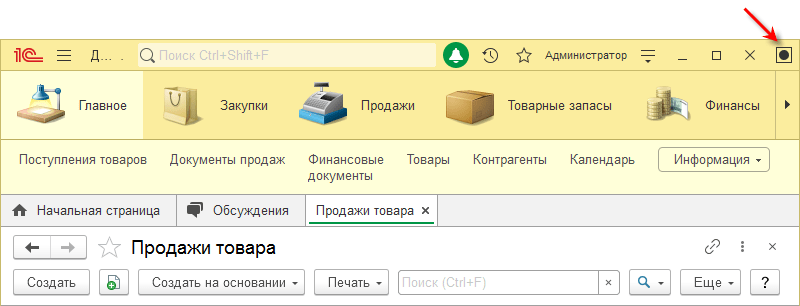 1С Д... . Поиск Ctrl+Shift+F Администратор
Главное Закупки Продажи Товарные запасы Финансы
Поступления товаров Документы продаж Финансовые документы Товары Контрагенты Календарь Информация
Начальная страница Обсуждения Продажи товара ×
Продажи товара
Создать Создать на основании Печать Поиск (Ctrl+F) × Еще ?